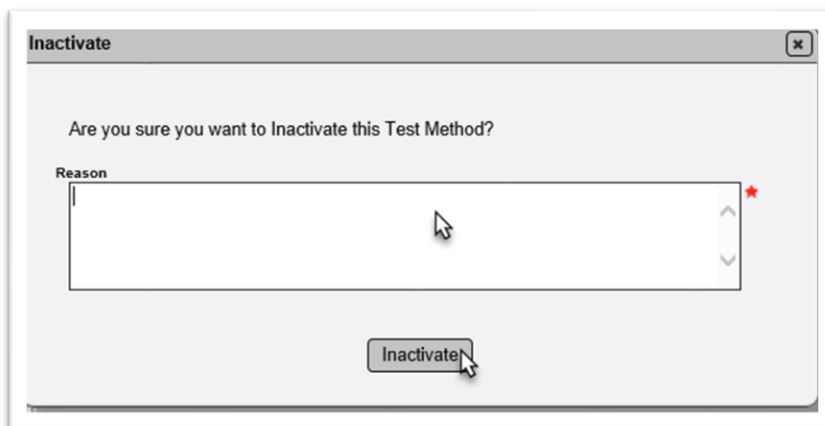 Inactivate
Are you sure you want to Inactivate this Test Method?
Reason
Inactivate